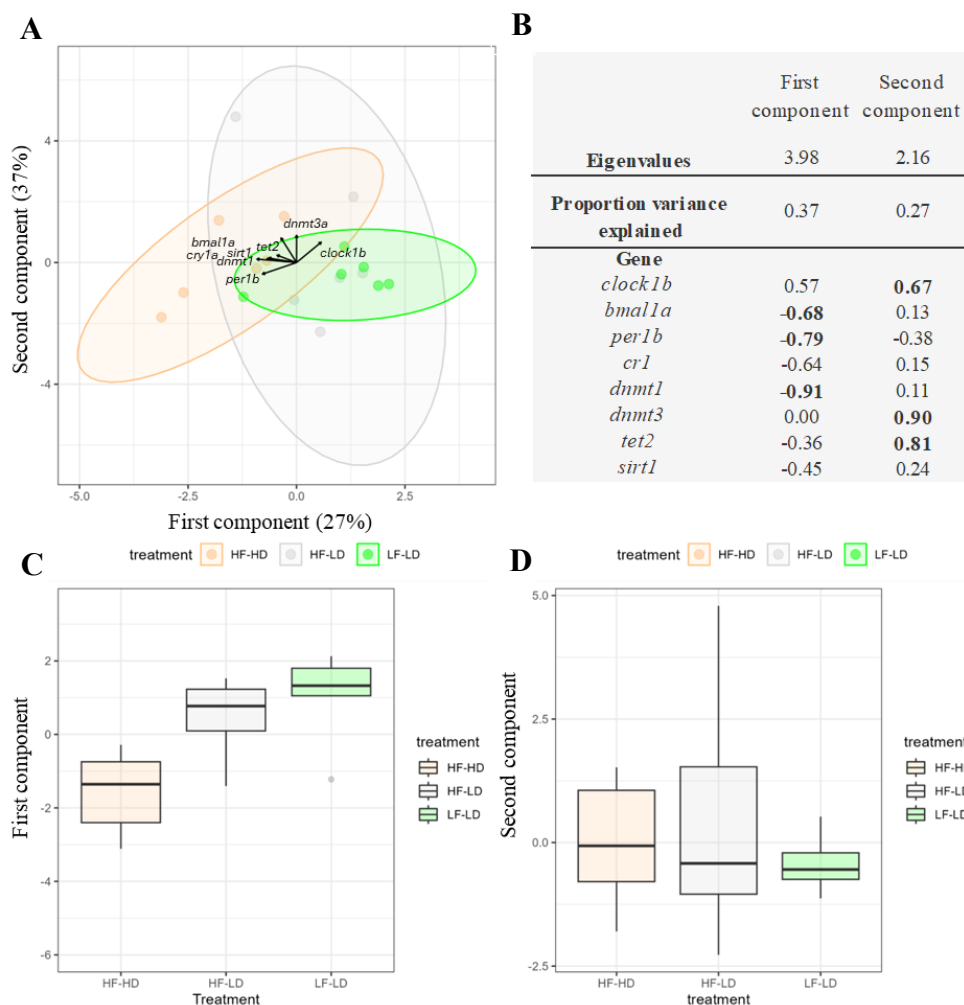 A
Second component (37%)
4
0
-4
dnmt3a
bmal1a
cry1a sirt1 tet2
dnmt1
clock1b
per1b
-5.0 -2.5 0.0 2.5
First component (27%)
treatment HF-HD HF-LD LF-LD
B
First component Second component
Eigenvalues 3.98 2.16
Proportion variance explained 0.37 0.27
Gene
clock1b 0.57 0.67
bmal1a -0.68 0.13
per1b -0.79 -0.38
cr1 -0.64 0.15
dnmt1 -0.91 0.11
dnmt3 0.00 0.90
tet2 -0.36 0.81
sirt1 -0.45 0.24
C
First component
2
0
-2
-4
-6
HF-HD HF-LD LF-LD
Treatment
treatment
HF-HD
HF-LD
LF-LD
D
treatment HF-HD HF-LD LF-LD
Second component
5.0
2.5
0.0
-2.5
HF-HD HF-LD LF-LD
treatment
treatment
HF-H
HF-L
LF-LD